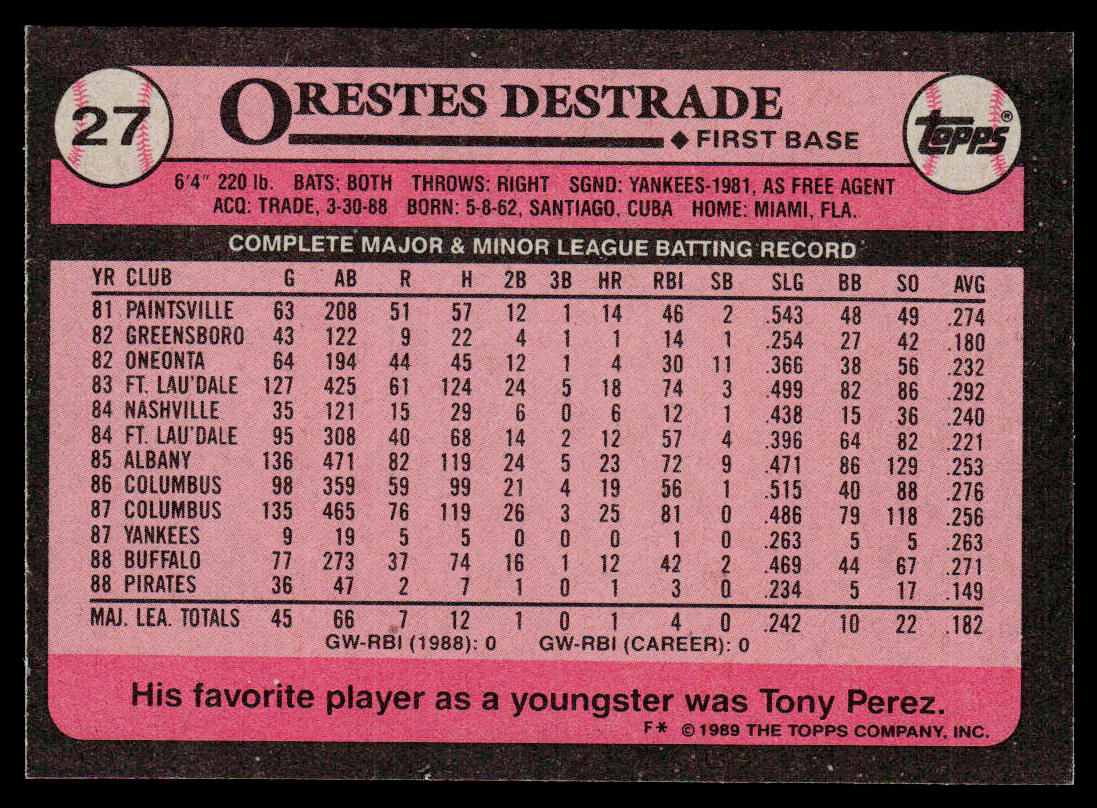 27
ORESTES DESTRADE
◆ FIRST BASE
topps®
6'4" 220 lb. BATS: BOTH THROWS: RIGHT SGND: YANKEES-1981, AS FREE AGENT
ACQ: TRADE, 3-30-88 BORN: 5-8-62, SANTIAGO, CUBA HOME: MIAMI, FLA.
COMPLETE MAJOR & MINOR LEAGUE BATTING RECORD
YR CLUB G AB R H 2B 3B HR RBI SB SLG BB SO AVG
81 PAINTSVILLE 63 208 51 57 12 1 14 46 2 .543 48 49 .274
82 GREENSBORO 43 122 9 22 4 1 1 14 1 .254 27 42 .180
82 ONEONTA 64 194 44 45 12 1 4 30 11 .366 38 56 .232
83 FT. LAU'DALE 127 425 61 124 24 5 18 74 3 .499 82 86 .292
84 NASHVILLE 35 121 15 29 6 0 6 12 1 .438 15 36 .240
84 FT. LAU'DALE 95 308 40 68 14 2 12 57 4 .396 64 82 .221
85 ALBANY 136 471 82 119 24 5 23 72 9 .471 86 129 .253
86 COLUMBUS 98 359 59 99 21 4 19 56 1 .515 40 88 .276
87 COLUMBUS 135 465 76 119 26 3 25 81 0 .486 79 118 .256
87 YANKEES 9 19 5 5 0 0 0 1 0 .263 5 5 .263
88 BUFFALO 77 273 37 74 16 1 12 42 2 .469 44 67 .271
88 PIRATES 36 47 2 7 1 0 1 3 0 .234 5 17 .149
MAJ. LEA. TOTALS 45 66 7 12 1 0 1 4 0 .242 10 22 .182
GW-RBI (1988): 0 GW-RBI (CAREER): 0
His favorite player as a youngster was Tony Perez.
F* © 1989 THE TOPPS COMPANY, INC.